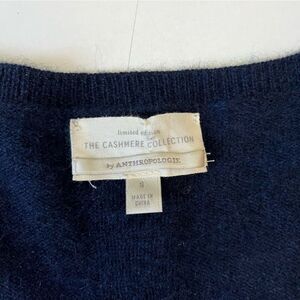 limited edition
THE CASHMERE COLLECTION
by ANTHROPOLOGIE
S
MADE IN
CHINA